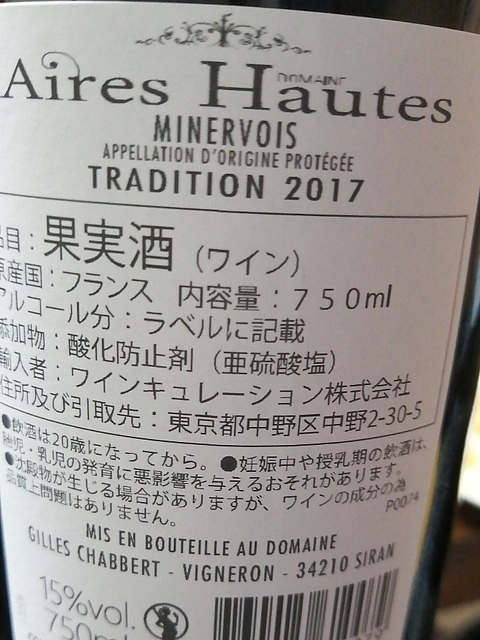 DOMAINE
Aires Hautes
MINERVOIS
APPELLATION D'ORIGINE PROTÉGÉE
TRADITION 2017
品目：果実酒（ワイン）
原産国：フランス 内容量：７５０ml
アルコール分：ラベルに記載
添加物：酸化防止剤（亜硫酸塩）
輸入者：ワインキュレーション株式会社
住所及び引取先：東京都中野区中野2-30-5
●飲酒は20歳になってから。●妊娠中や授乳期の飲酒は、
胎児・乳児の発育に悪影響を与えるおそれがあります。
●沈殿物が生じる場合がありますが、ワインの成分の為
品質上問題はありません。
P0074
MIS EN BOUTEILLE AU DOMAINE
GILLES CHABBERT - VIGNERON - 34210 SIRAN
15%vol.
750ml